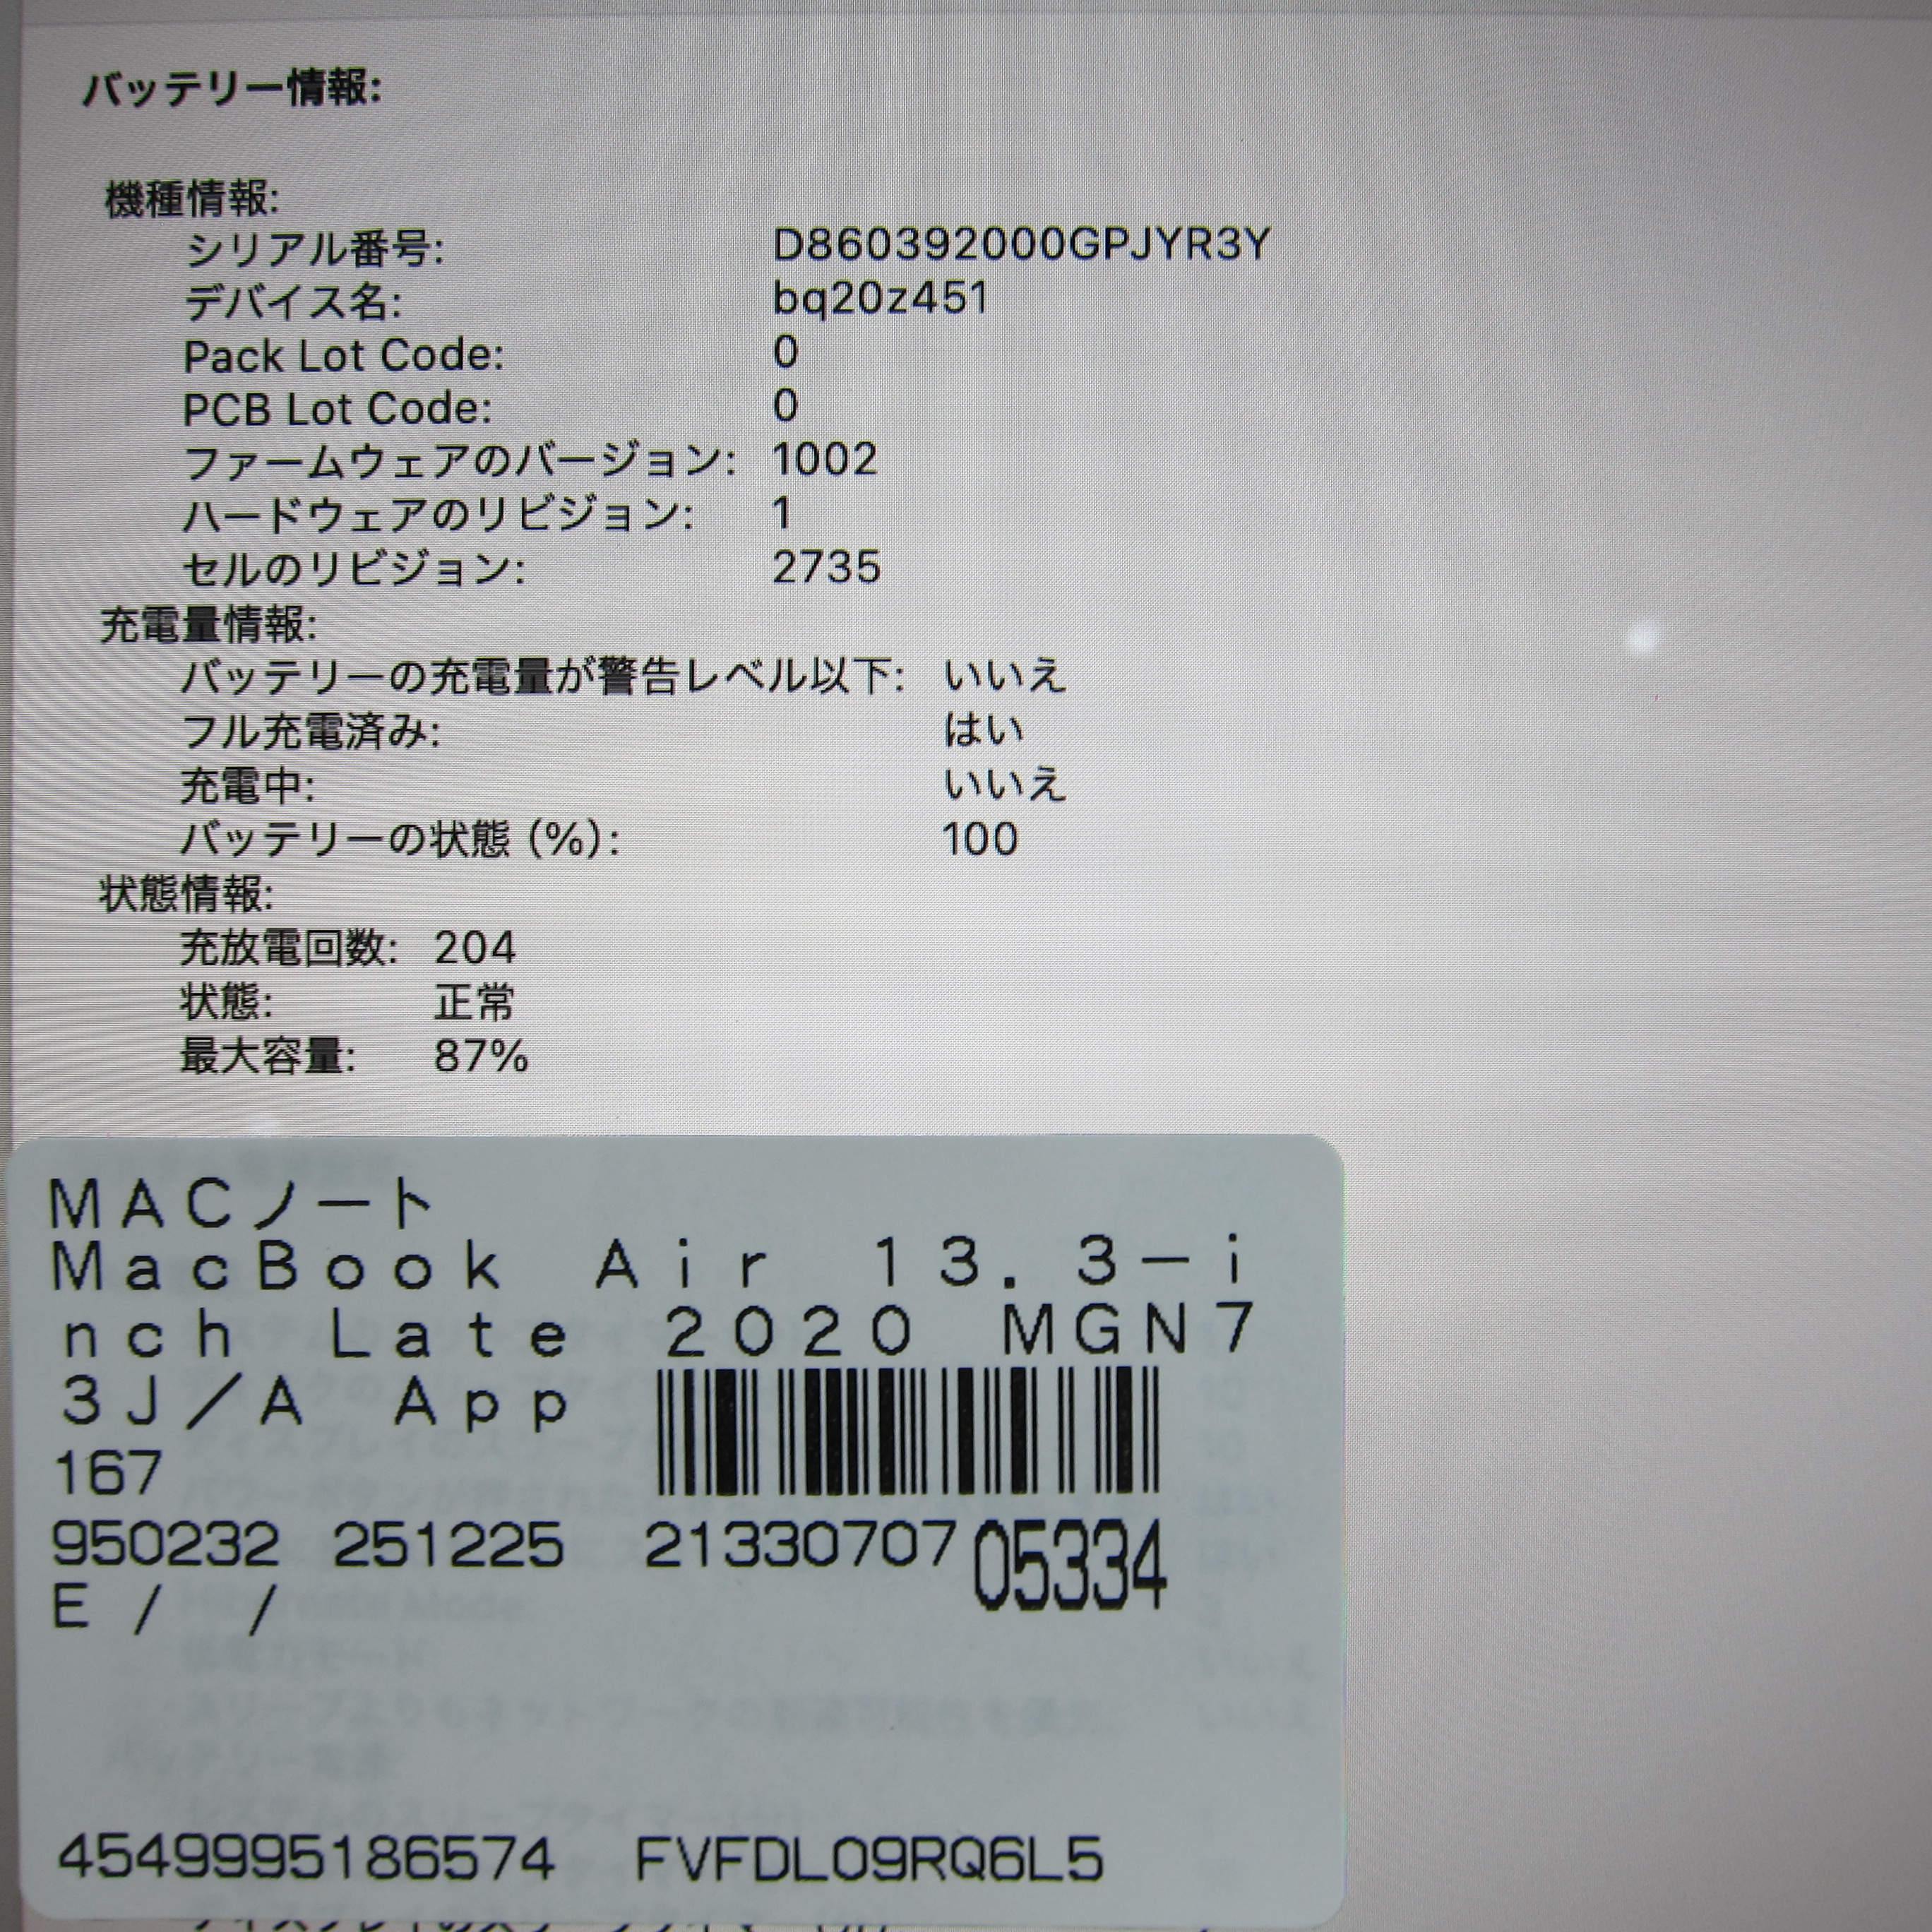 バッテリー情報:
機種情報:
シリアル番号: D860392000GPJYR3Y
デバイス名: bq20z451
Pack Lot Code: 0
PCB Lot Code: 0
ファームウェアのバージョン: 1002
ハードウェアのリビジョン: 1
セルのリビジョン: 2735
充電量情報:
バッテリーの充電量が警告レベル以下: いいえ
フル充電済み: はい
充電中: いいえ
バッテリーの状態 (%): 100
状態情報:
充放電回数: 204
状態: 正常
最大容量: 87%
MACノート
MacBook Air 13.3－i
nch Late 2020 MGN7
3J／A App
167
950232 251225 21330707 05334
E / /
4549995186574 FVFDL09RQ6L5